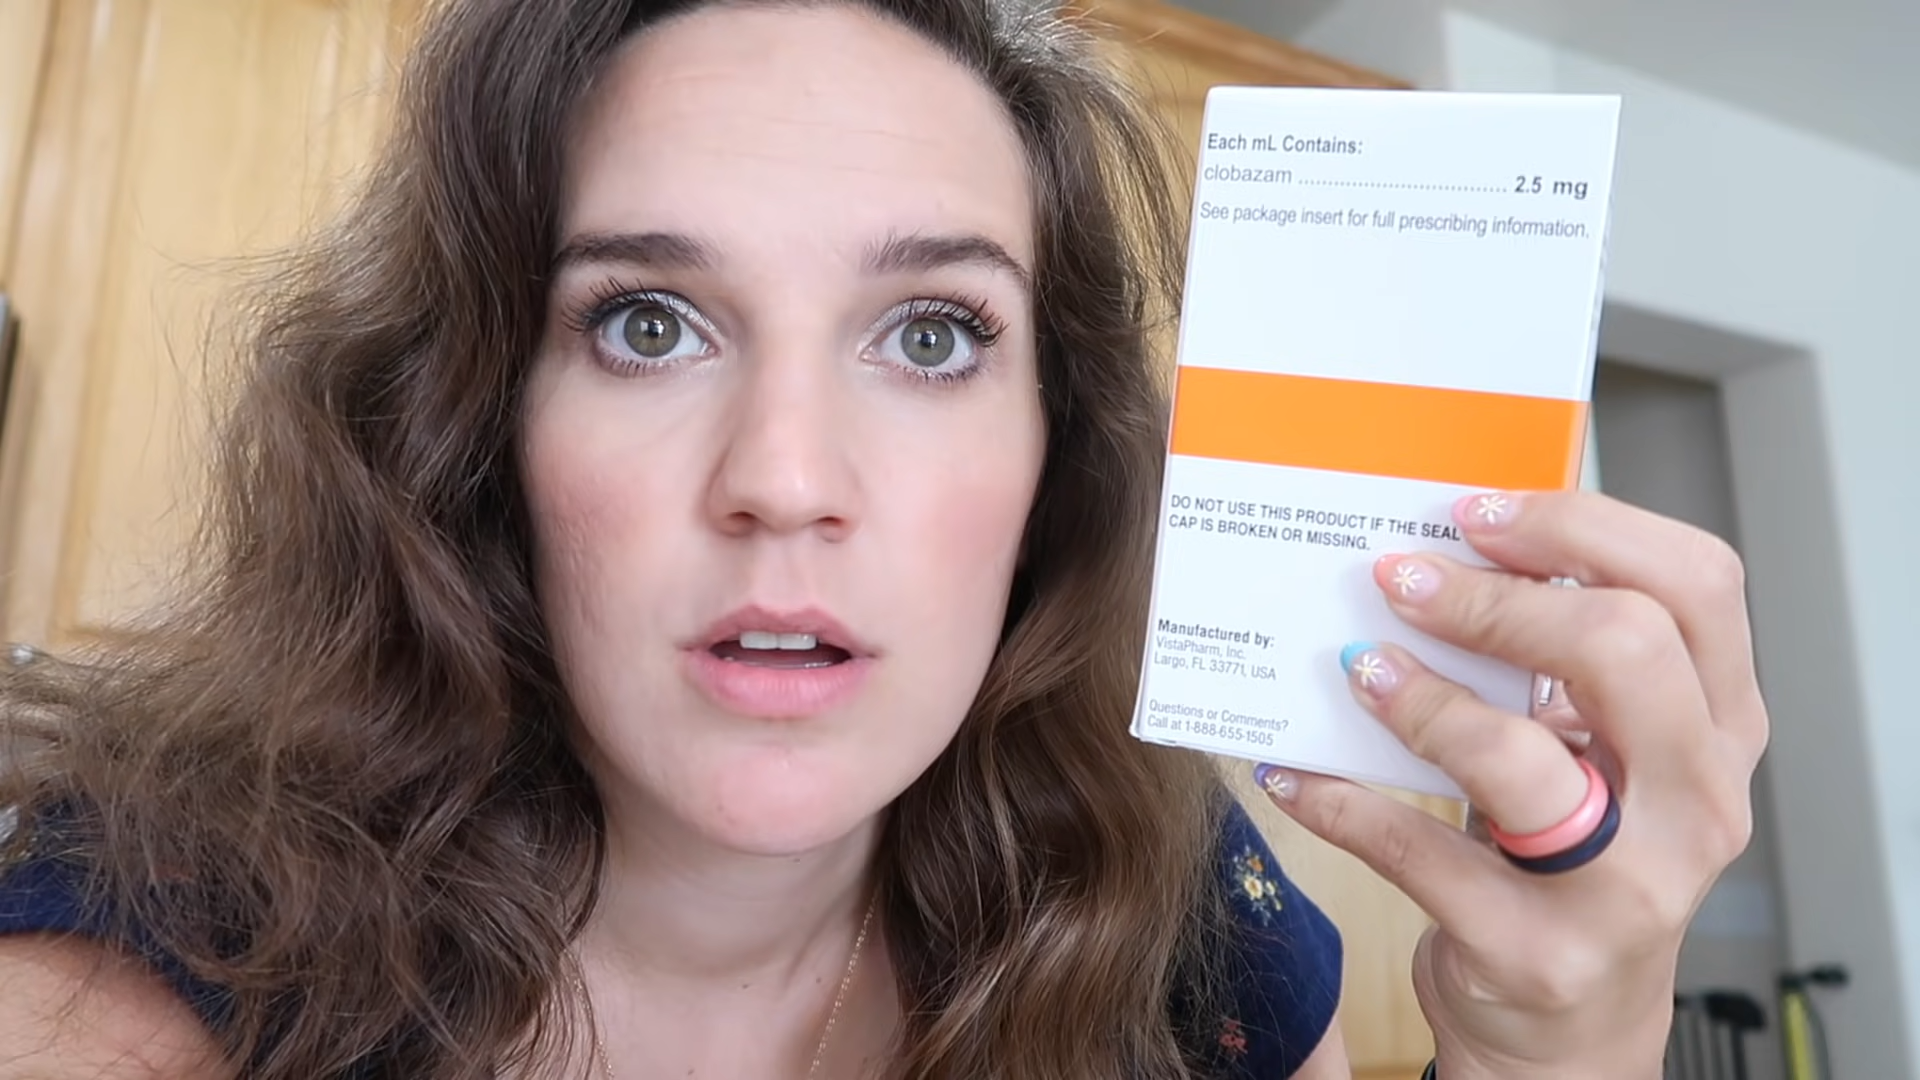 Each mL Contains:
clobazam .................................... 2.5 mg
See package insert for full prescribing information.
DO NOT USE THIS PRODUCT IF THE SEAL
CAP IS BROKEN OR MISSING.
Manufactured by:
VistaPharm, Inc.
Largo, FL 33771, USA
Questions or Comments?
Call at 1-888-655-1505